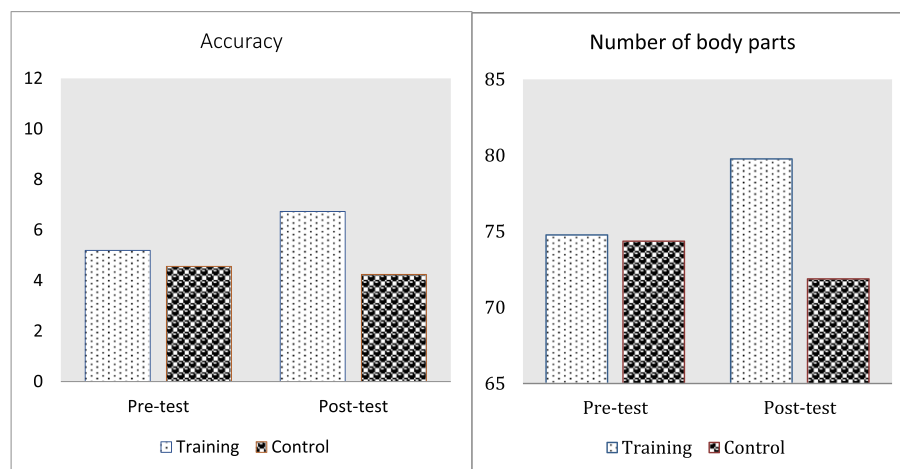 Accuracy
12
10
8
6
4
2
0
Pre-test Post-test
Training Control
Number of body parts
85
80
75
70
65
Pre-test Post-test
Training Control